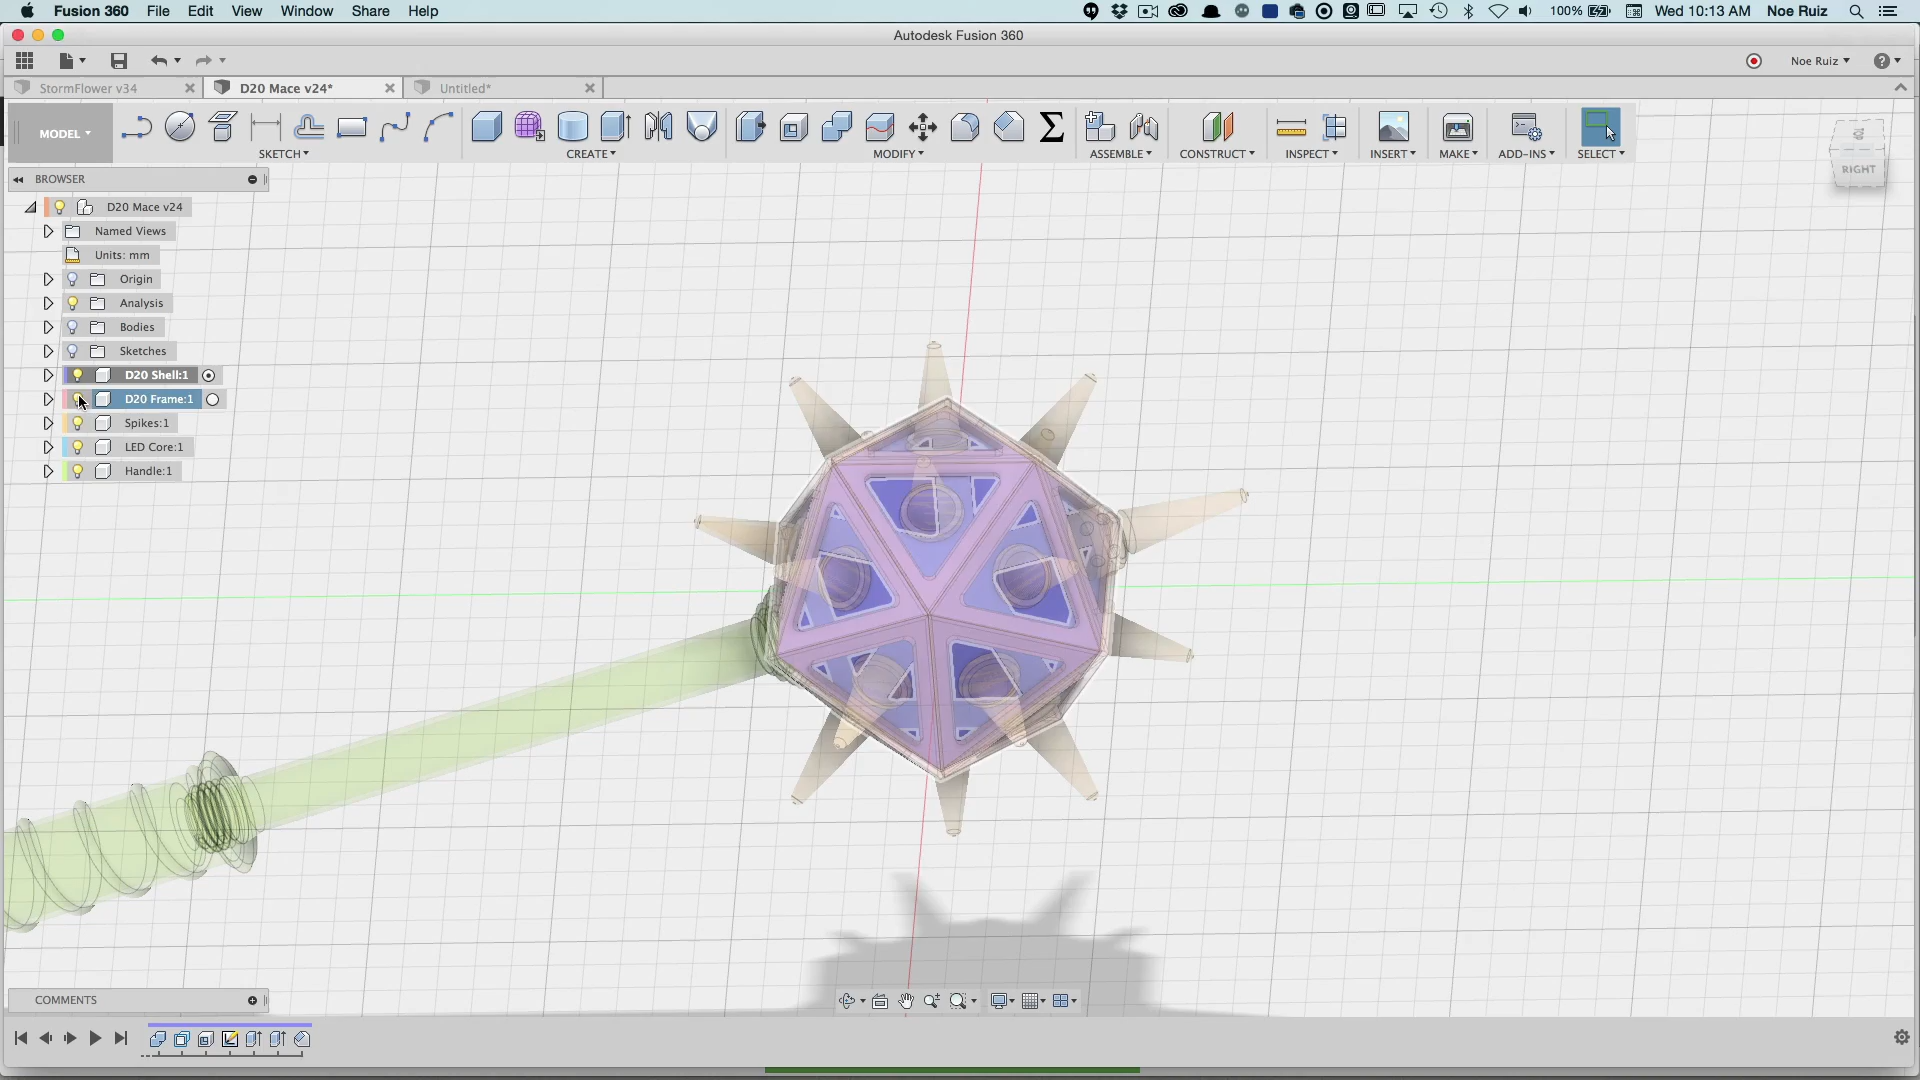 Fusion 360 File Edit View Window Share Help 100% Wed 10:13 AM Noe Ruiz
Autodesk Fusion 360
Noe Ruiz
StormFlower v34 D20 Mace v24* Untitled*
MODEL SKETCH CREATE MODIFY ASSEMBLE CONSTRUCT INSPECT INSERT MAKE ADD-INS SELECT
RIGHT
BROWSER
D20 Mace v24
Named Views
Units: mm
Origin
Analysis
Bodies
Sketches
D20 Shell:1
D20 Frame:1
Spikes:1
LED Core:1
Handle:1
COMMENTS